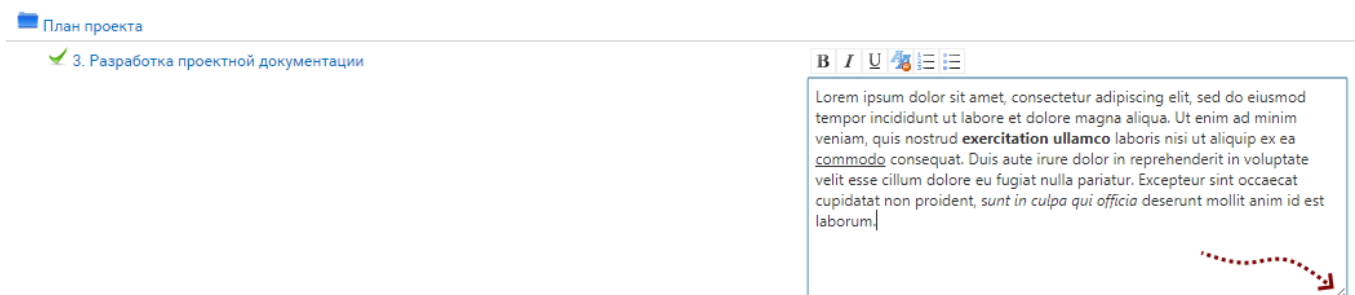 План проекта
3. Разработка проектной документации
B I U
Lorem ipsum dolor sit amet, consectetur adipiscing elit, sed do eiusmod
tempor incididunt ut labore et dolore magna aliqua. Ut enim ad minim
veniam, quis nostrud exercitation ullamco laboris nisi ut aliquip ex ea
commodo consequat. Duis aute irure dolor in reprehenderit in voluptate
velit esse cillum dolore eu fugiat nulla pariatur. Excepteur sint occaecat
cupidatat non proident, sunt in culpa qui officia deserunt mollit anim id est
laborum.